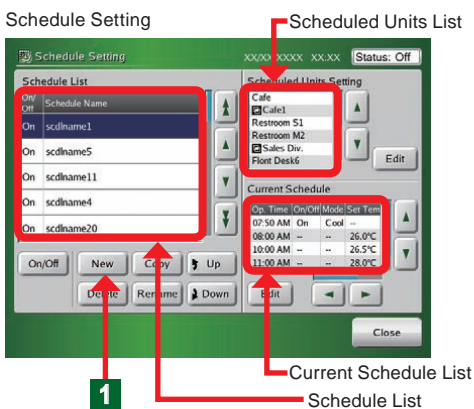 Schedule Setting
Scheduled Units List
Schedule Setting
XX/XX XXXX XX:XX
Status: Off
Schedule List
On/Off Schedule Name
On scdlname1
On scdlname5
On scdlname11
On scdlname4
On scdlname20
On/Off
New
Copy
Up
Delete
Rename
Down
Scheduled Units Setting
Cafe
Cafe1
Restroom S1
Restroom M2
Sales Div.
Flont Desk6
Edit
Current Schedule
Op. Time On/Off Mode Set Tem
07:50 AM On Cool --
08:00 AM -- -- 26.0°C
10:00 AM -- -- 26.5°C
11:00 AM -- -- 28.0°C
Edit
Close
1
Current Schedule List
Schedule List